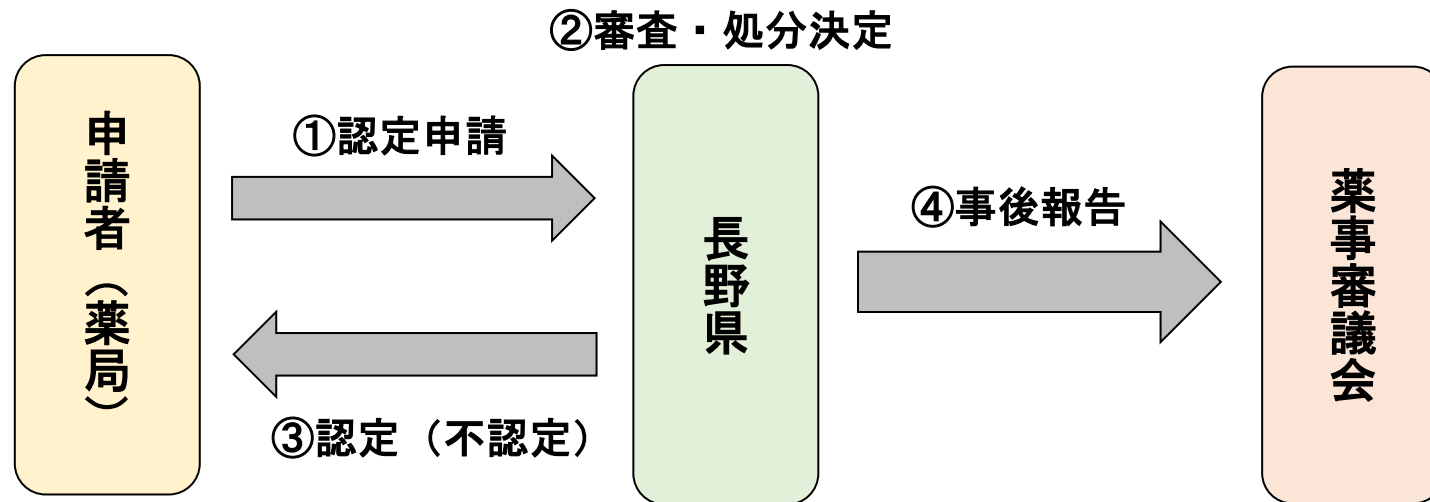 ②審査・処分決定
申請者（薬局）
①認定申請
長野県
④事後報告
薬事審議会
③認定（不認定）